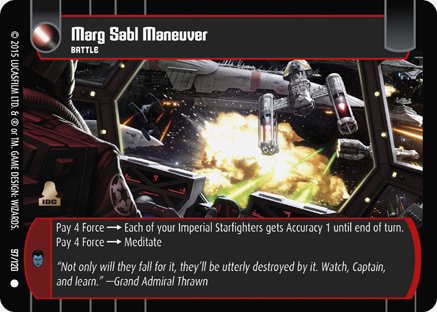 Marg Sabl Maneuver
BATTLE
© 2015 LUCASFILM LTD. & ® or TM. GAME DESIGN: WIZARDS.
IDC
97/120
Pay 4 Force → Each of your Imperial Starfighters gets Accuracy 1 until end of turn.
Pay 4 Force → Meditate
“Not only will they fall for it, they’ll be utterly destroyed by it. Watch, Captain,
and learn.” —Grand Admiral Thrawn